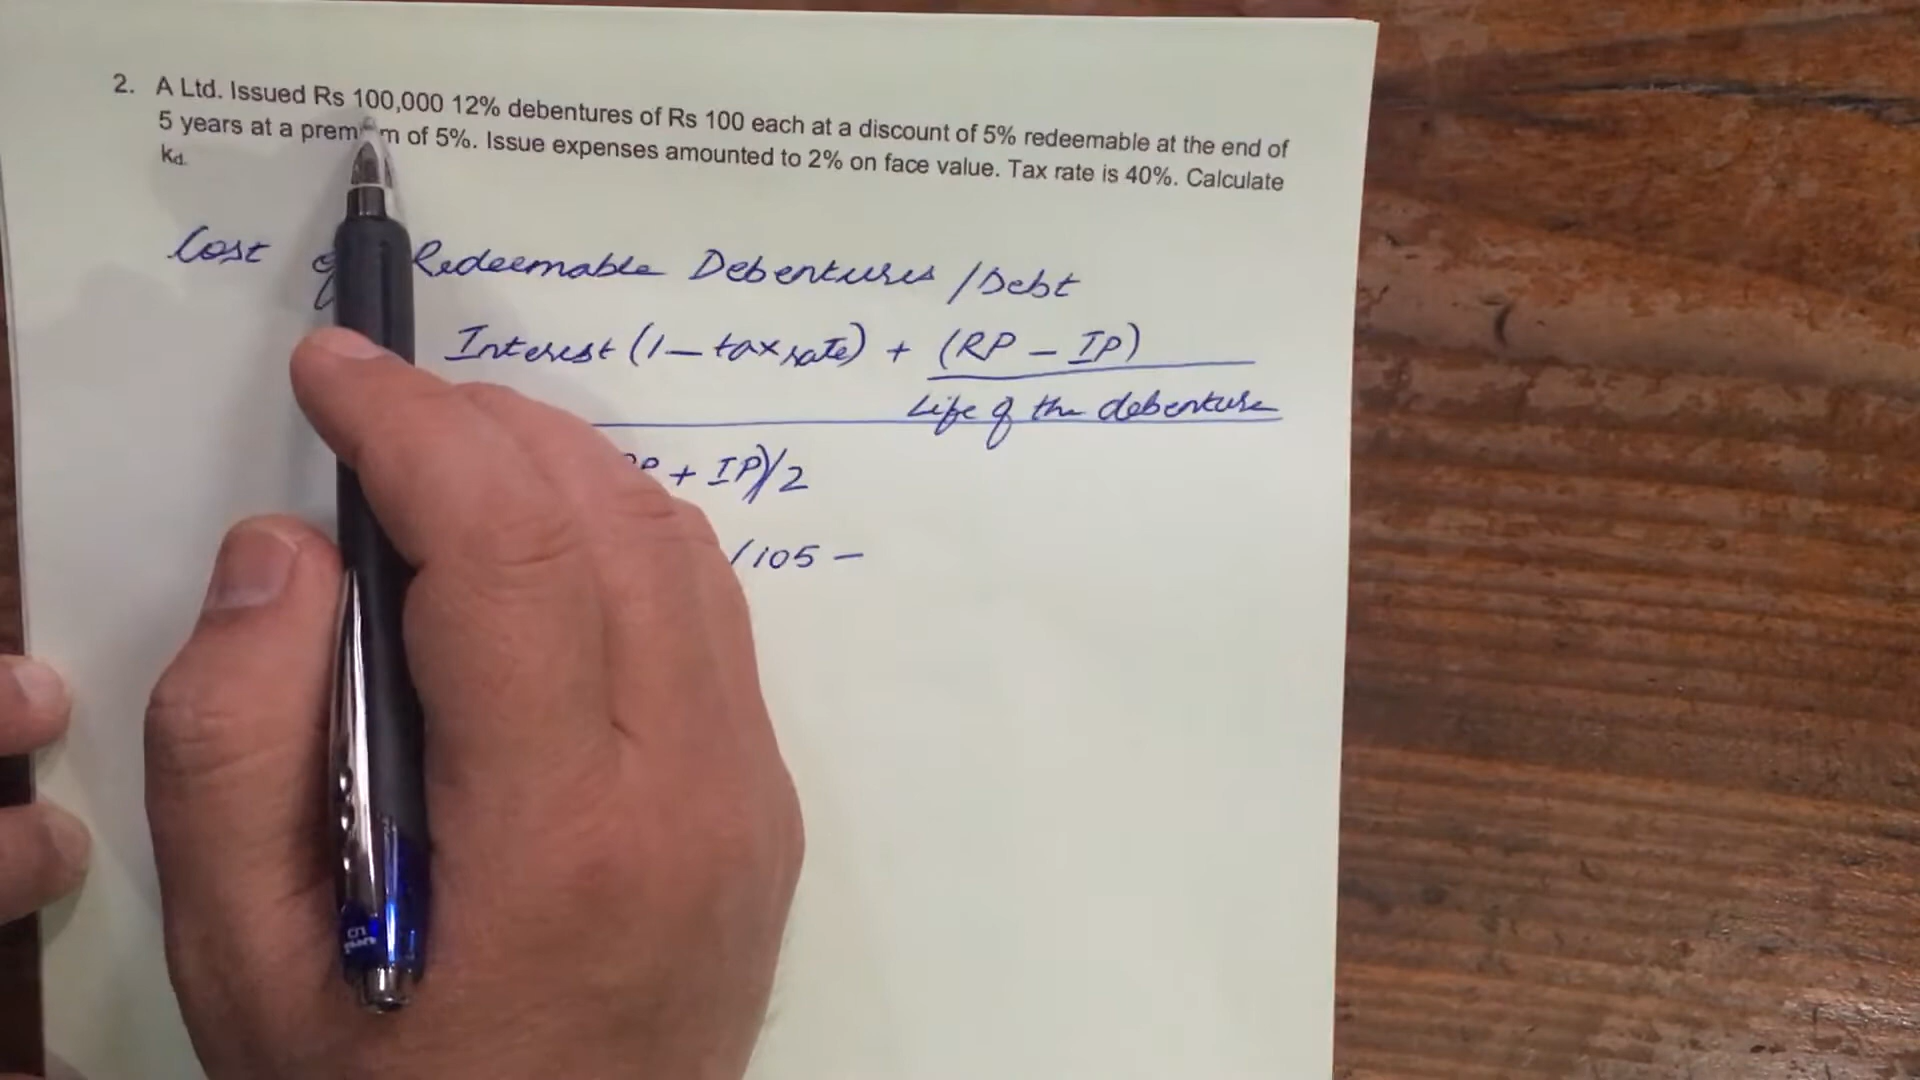 2. A Ltd. Issued Rs 100,000 12% debentures of Rs 100 each at a discount of 5% redeemable at the end of
5 years at a prem m of 5%. Issue expenses amounted to 2% on face value. Tax rate is 40%. Calculate
kd.
Cost Redeemable Debentures / Debt
Interest (1 - tax rate) + (RP - IP)
Life of the debenture
+ IP)/2
/105 -